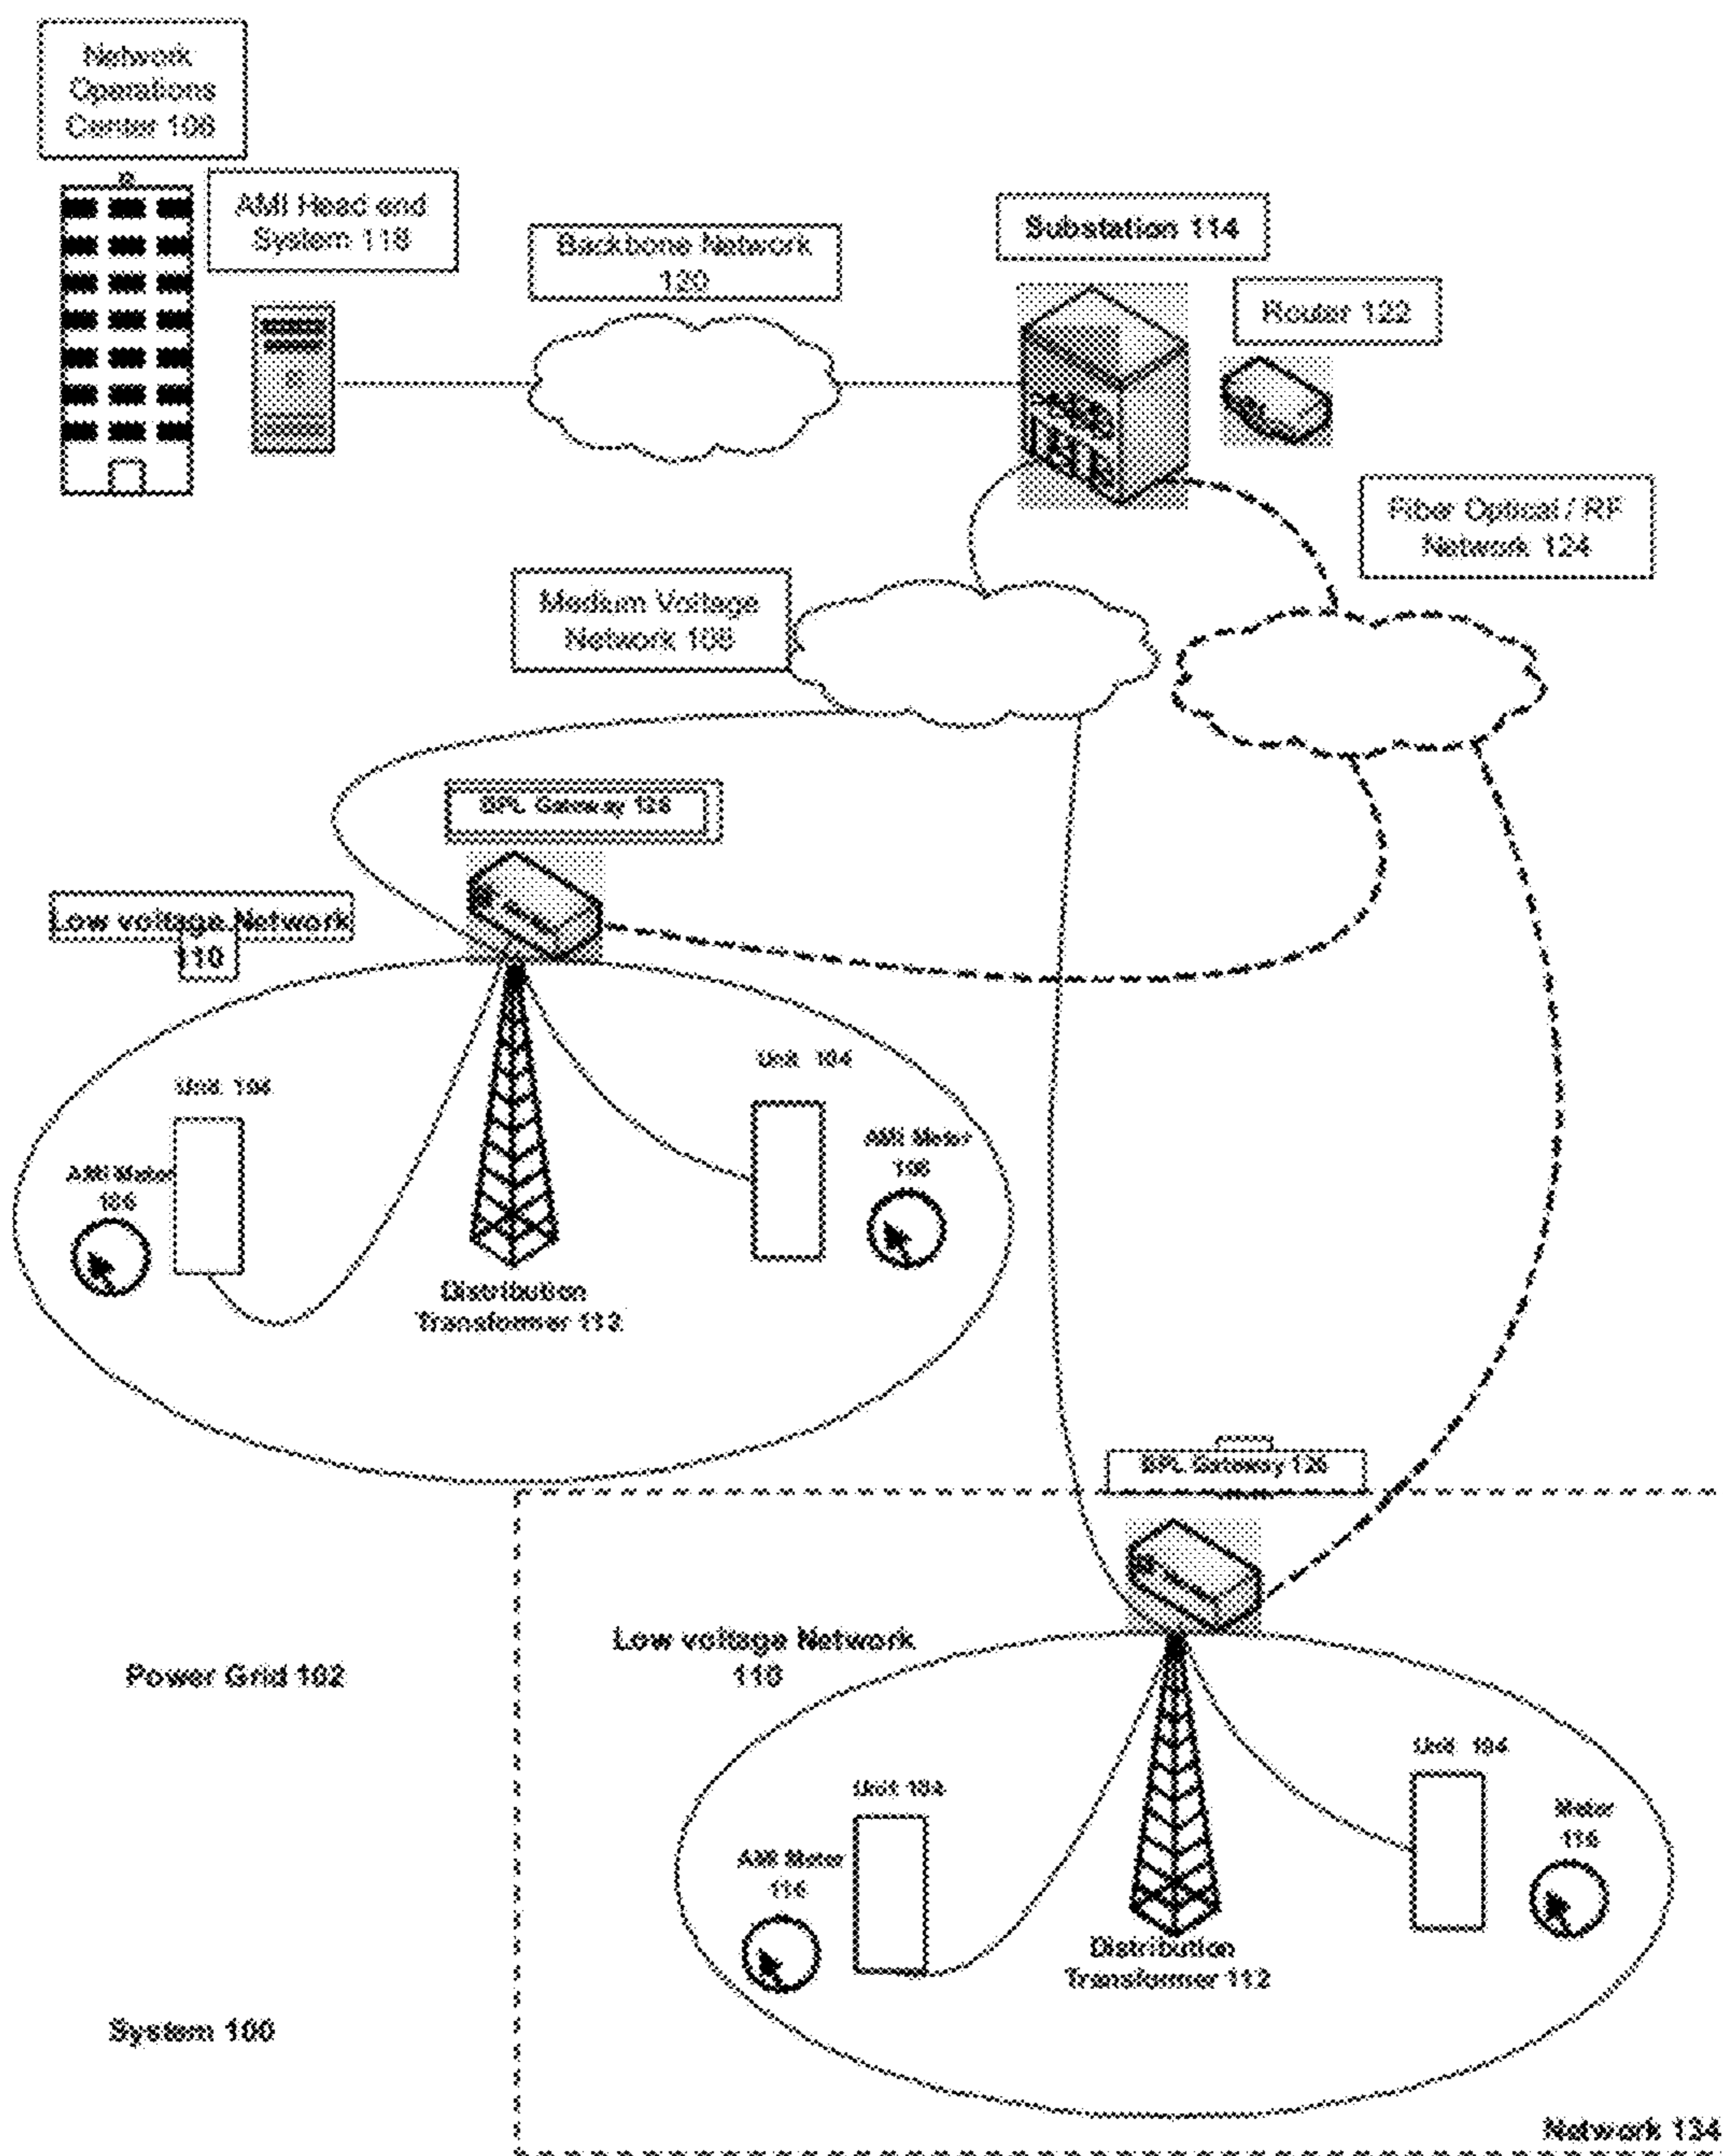 Network
Operations
Center 106
AMI Head end
System 118
Backbone Network
120
Substation 114
Router 122
Fiber Optical / RF
Network 124
Medium Voltage
Network 108
BPL Gateway 126
Low voltage Network
110
Unit 104
Unit 104
AMI Meter
AMI Meter
Distribution
Transformer 112
BPL Gateway 126
Low voltage Network
110
Power Grid 102
Unit 104
Unit 104
Meter
116
AMI Meter
116
Distribution
Transformer 112
System 100
Network 134